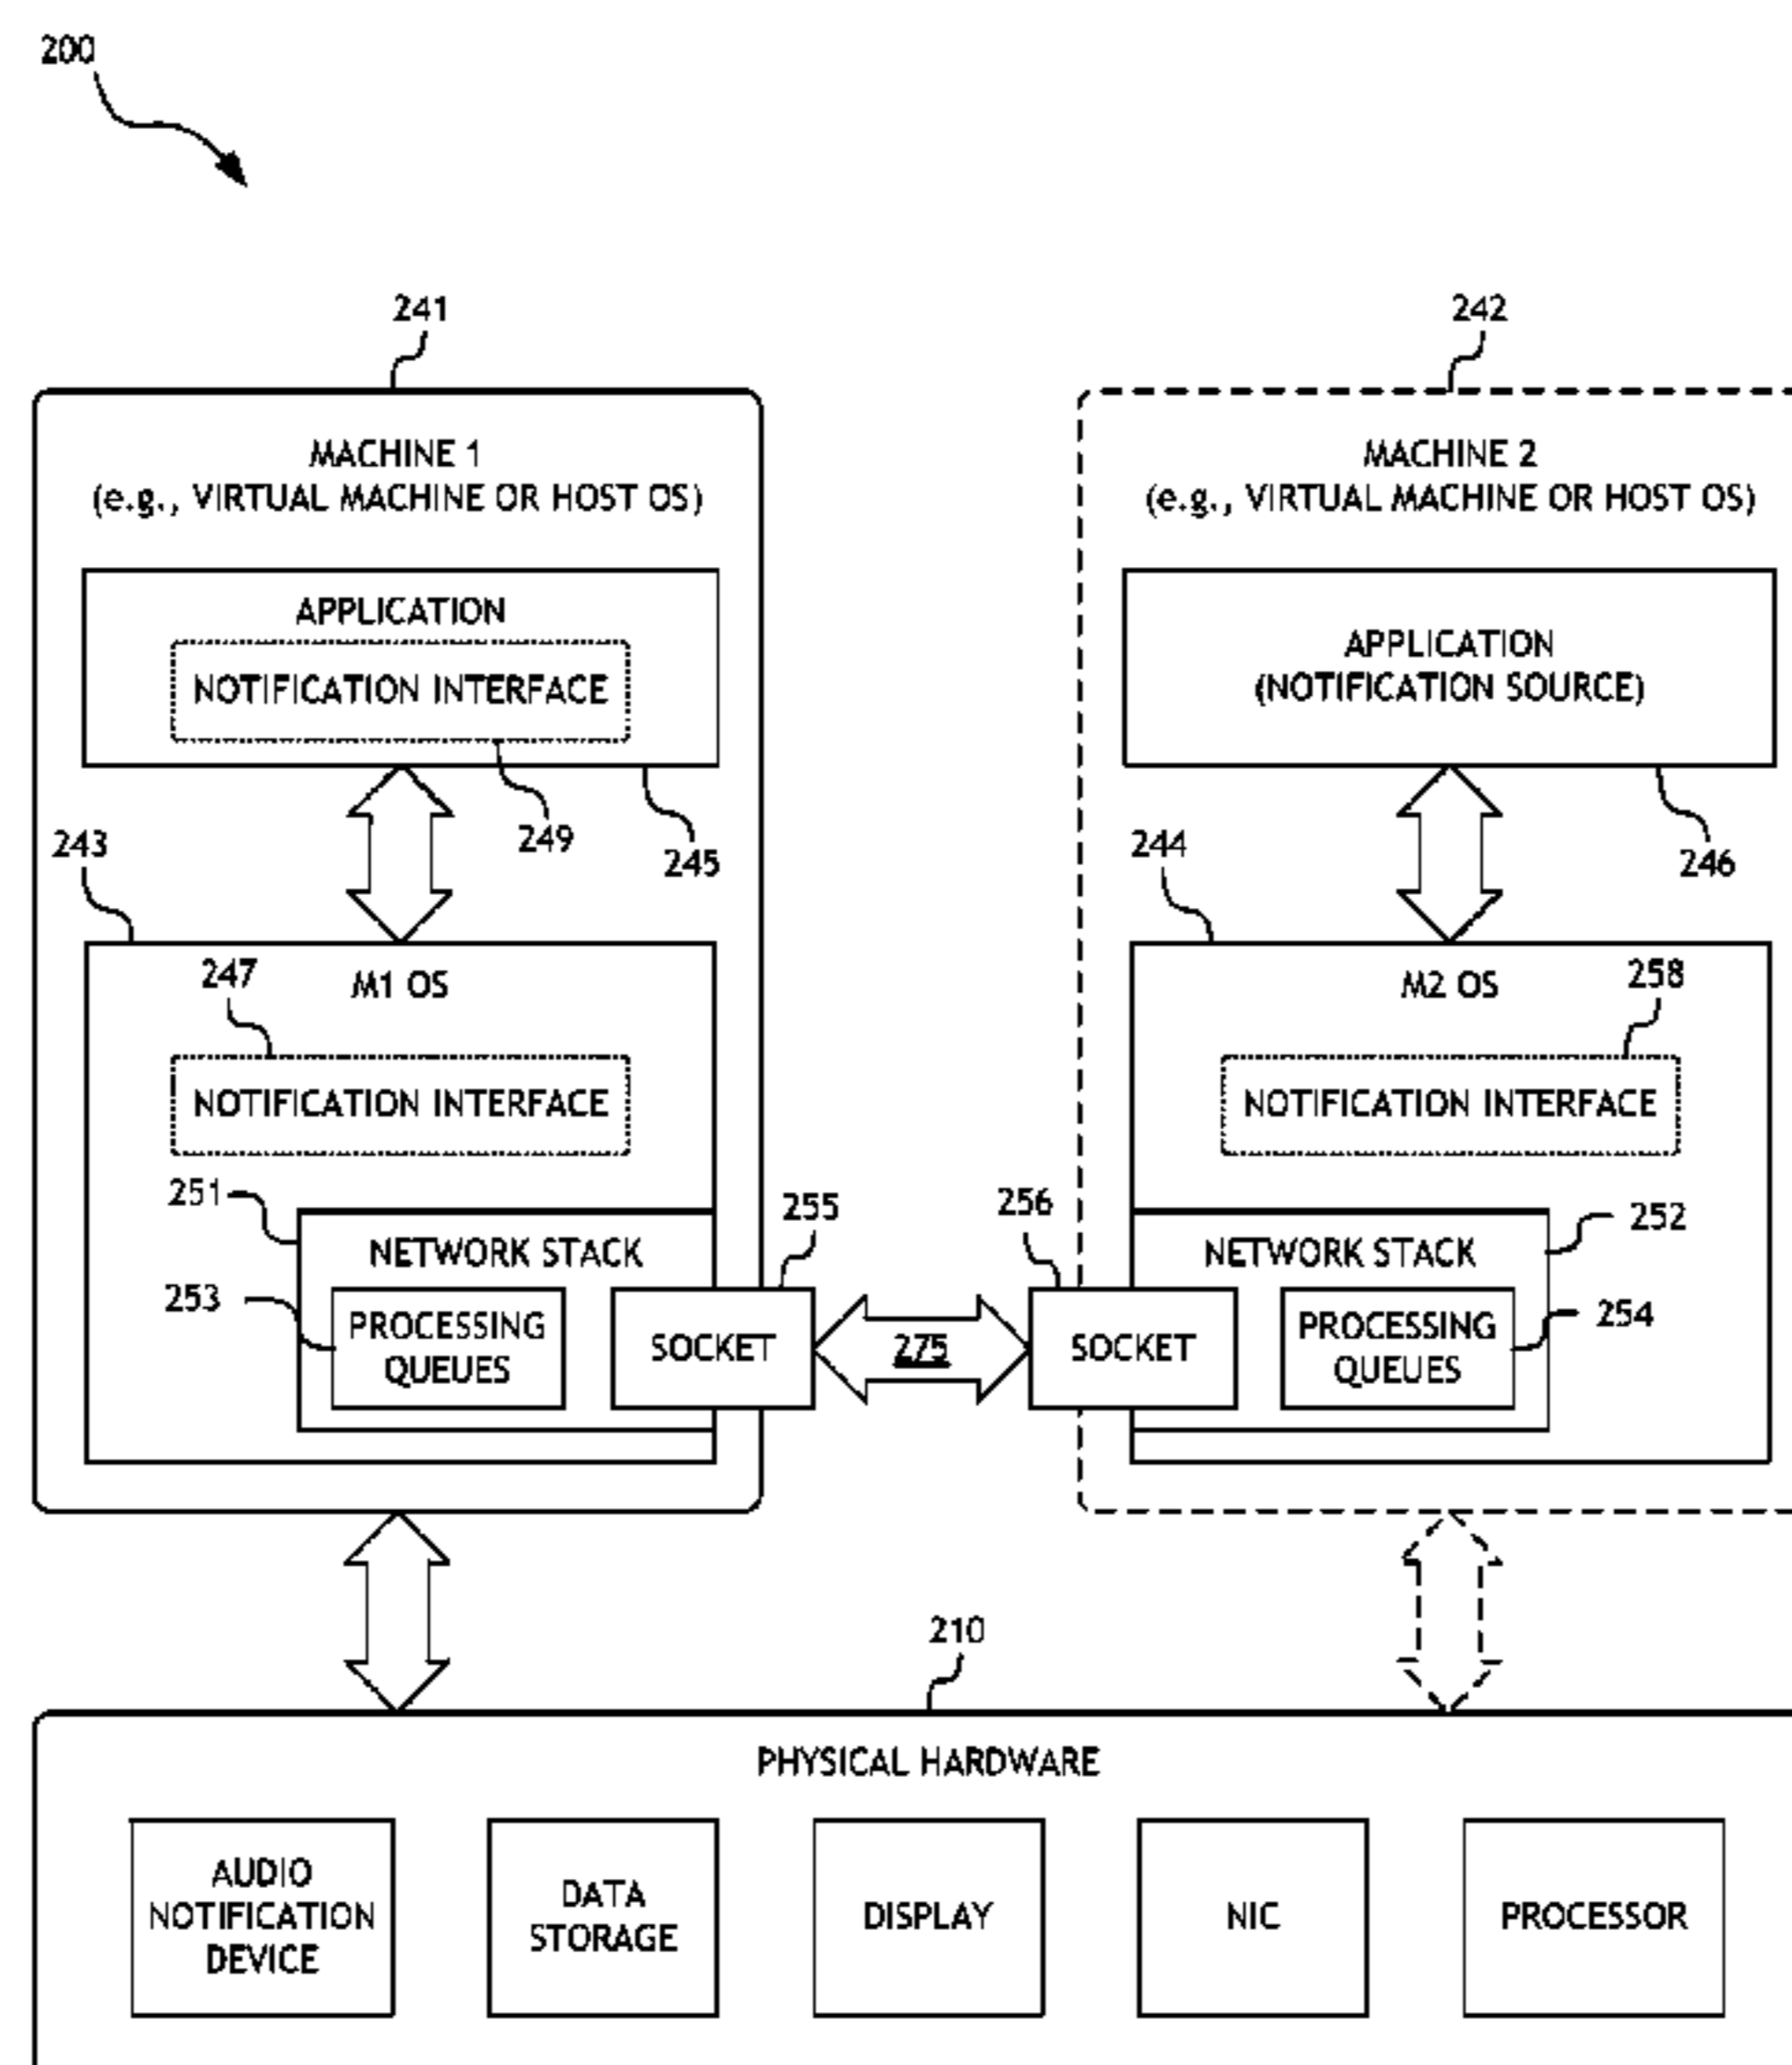 200
241
242
MACHINE 1
(e.g., VIRTUAL MACHINE OR HOST OS)
MACHINE 2
(e.g., VIRTUAL MACHINE OR HOST OS)
APPLICATION
NOTIFICATION INTERFACE
APPLICATION
(NOTIFICATION SOURCE)
249
245
243
246
244
M1 OS
247
NOTIFICATION INTERFACE
M2 OS
258
NOTIFICATION INTERFACE
251
NETWORK STACK
253
PROCESSING
QUEUES
255
SOCKET
275
256
SOCKET
252
NETWORK STACK
254
PROCESSING
QUEUES
210
PHYSICAL HARDWARE
AUDIO
NOTIFICATION
DEVICE
DATA
STORAGE
DISPLAY
NIC
PROCESSOR